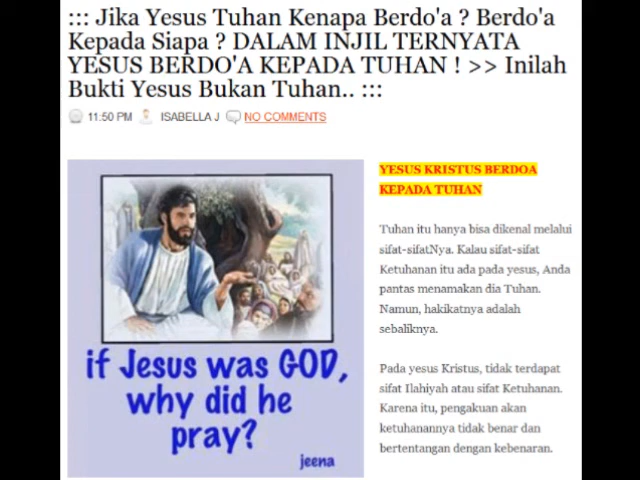 ::: Jika Yesus Tuhan Kenapa Berdo'a ? Berdo'a
Kepada Siapa ? DALAM INJIL TERNYATA
YESUS BERDO'A KEPADA TUHAN ! >> Inilah
Bukti Yesus Bukan Tuhan.. :::
11:50 PM ISABELLA J NO COMMENTS
YESUS KRISTUS BERDOA
KEPADA TUHAN
Tuhan itu hanya bisa dikenal melalui
sifat-sifatNya. Kalau sifat-sifat
Ketuhanan itu ada pada yesus, Anda
pantas menamakan dia Tuhan.
Namun, hakikatnya adalah
sebaliknya.
Pada yesus Kristus, tidak terdapat
sifat Ilahiyah atau sifat Ketuhanan.
Karena itu, pengakuan akan
ketuhanannya tidak benar dan
bertentangan dengan kebenaran.
if Jesus was GOD,
why did he
pray?
jeena